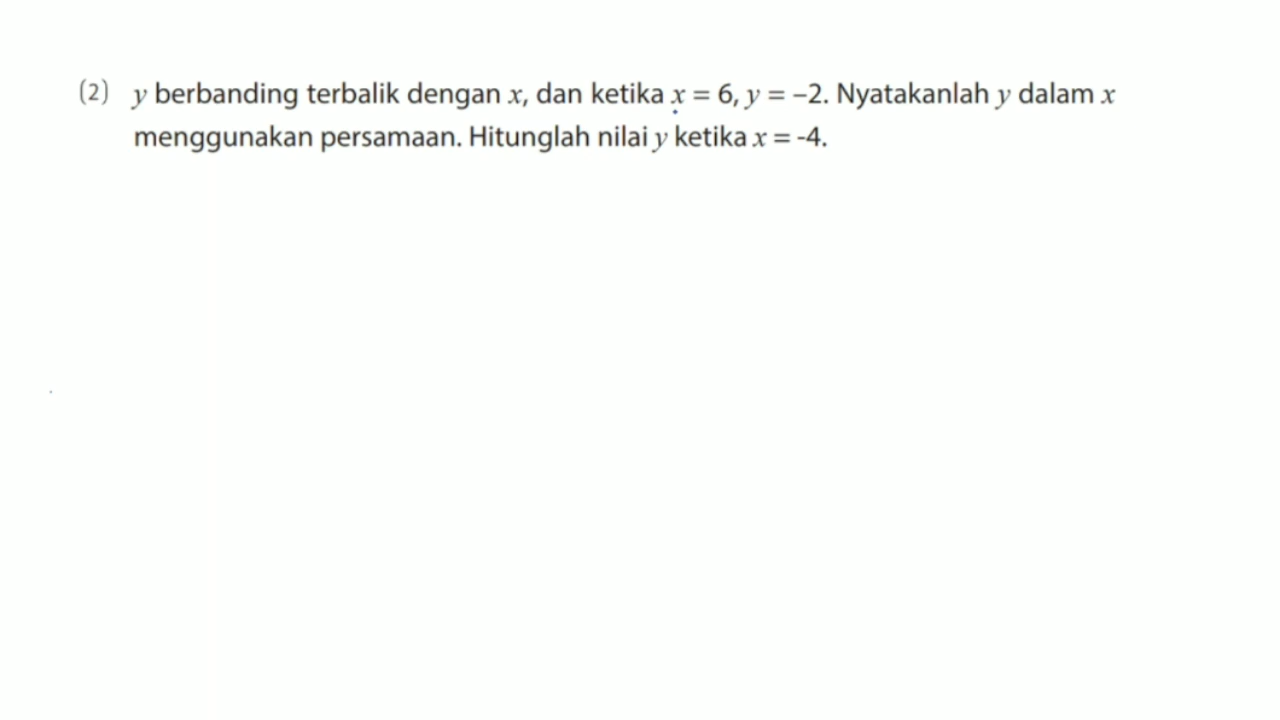 (2) y berbanding terbalik dengan x, dan ketika x = 6, y = –2. Nyatakanlah y dalam x
menggunakan persamaan. Hitunglah nilai y ketika x = -4.